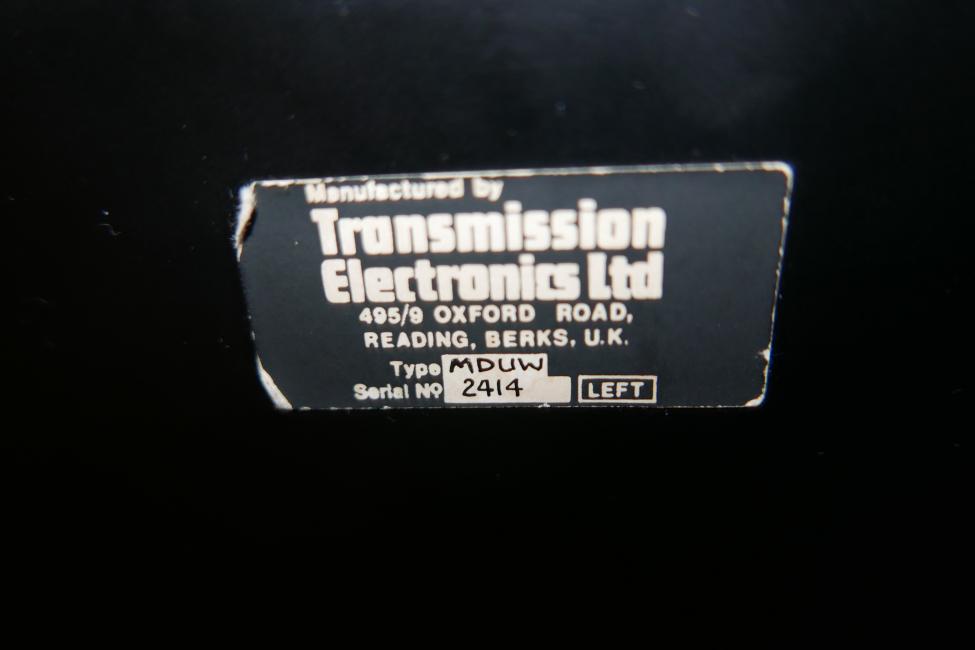 Manufactured by
Transmission
Electronics Ltd
495/9 OXFORD ROAD,
READING, BERKS, U.K.
Type MDUW
Serial Nº 2414 LEFT